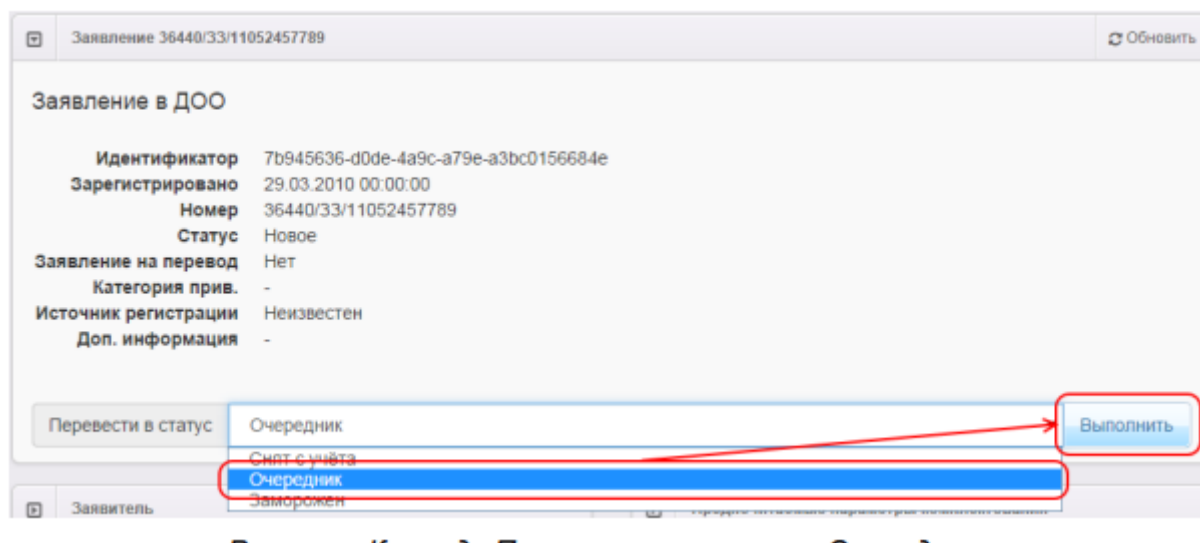 Заявление 36440/33/11052457789
Обновить
Заявление в ДОО
Идентификатор 7b945636-d0de-4a9c-a79e-a3bc0156684e
Зарегистрировано 29.03.2010 00:00:00
Номер 36440/33/11052457789
Статус Новое
Заявление на перевод Нет
Категория прив. -
Источник регистрации Неизвестен
Доп. информация -
Перевести в статус Очередник Выполнить
Снят с учёта
Очередник
Заморожен
Заявитель